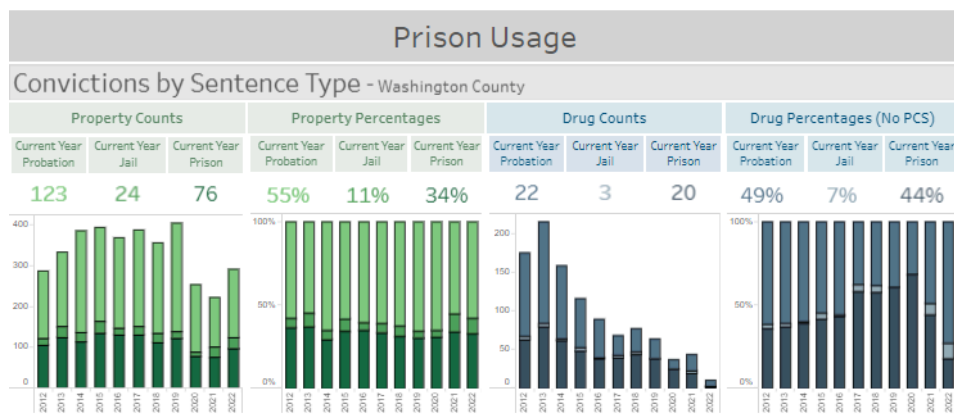 Prison Usage
Convictions by Sentence Type - Washington County
Property Counts Property Percentages Drug Counts Drug Percentages (No PCS)
Current Year Probation Current Year Jail Current Year Prison Current Year Probation Current Year Jail Current Year Prison Current Year Probation Current Year Jail Current Year Prison Current Year Probation Current Year Jail Current Year Prison
123 24 76 55% 11% 34% 22 3 20 49% 7% 44%
400
300
200
100
0
2012 2013 2014 2015 2016 2017 2018 2019 2020 2021 2022
100%
50%
0%
2012 2013 2014 2015 2016 2017 2018 2019 2020 2021 2022
200
150
100
50
0
2012 2013 2014 2015 2016 2017 2018 2019 2020 2021 2022
100%
50%
0%
2012 2013 2014 2015 2016 2017 2018 2019 2020 2021 2022